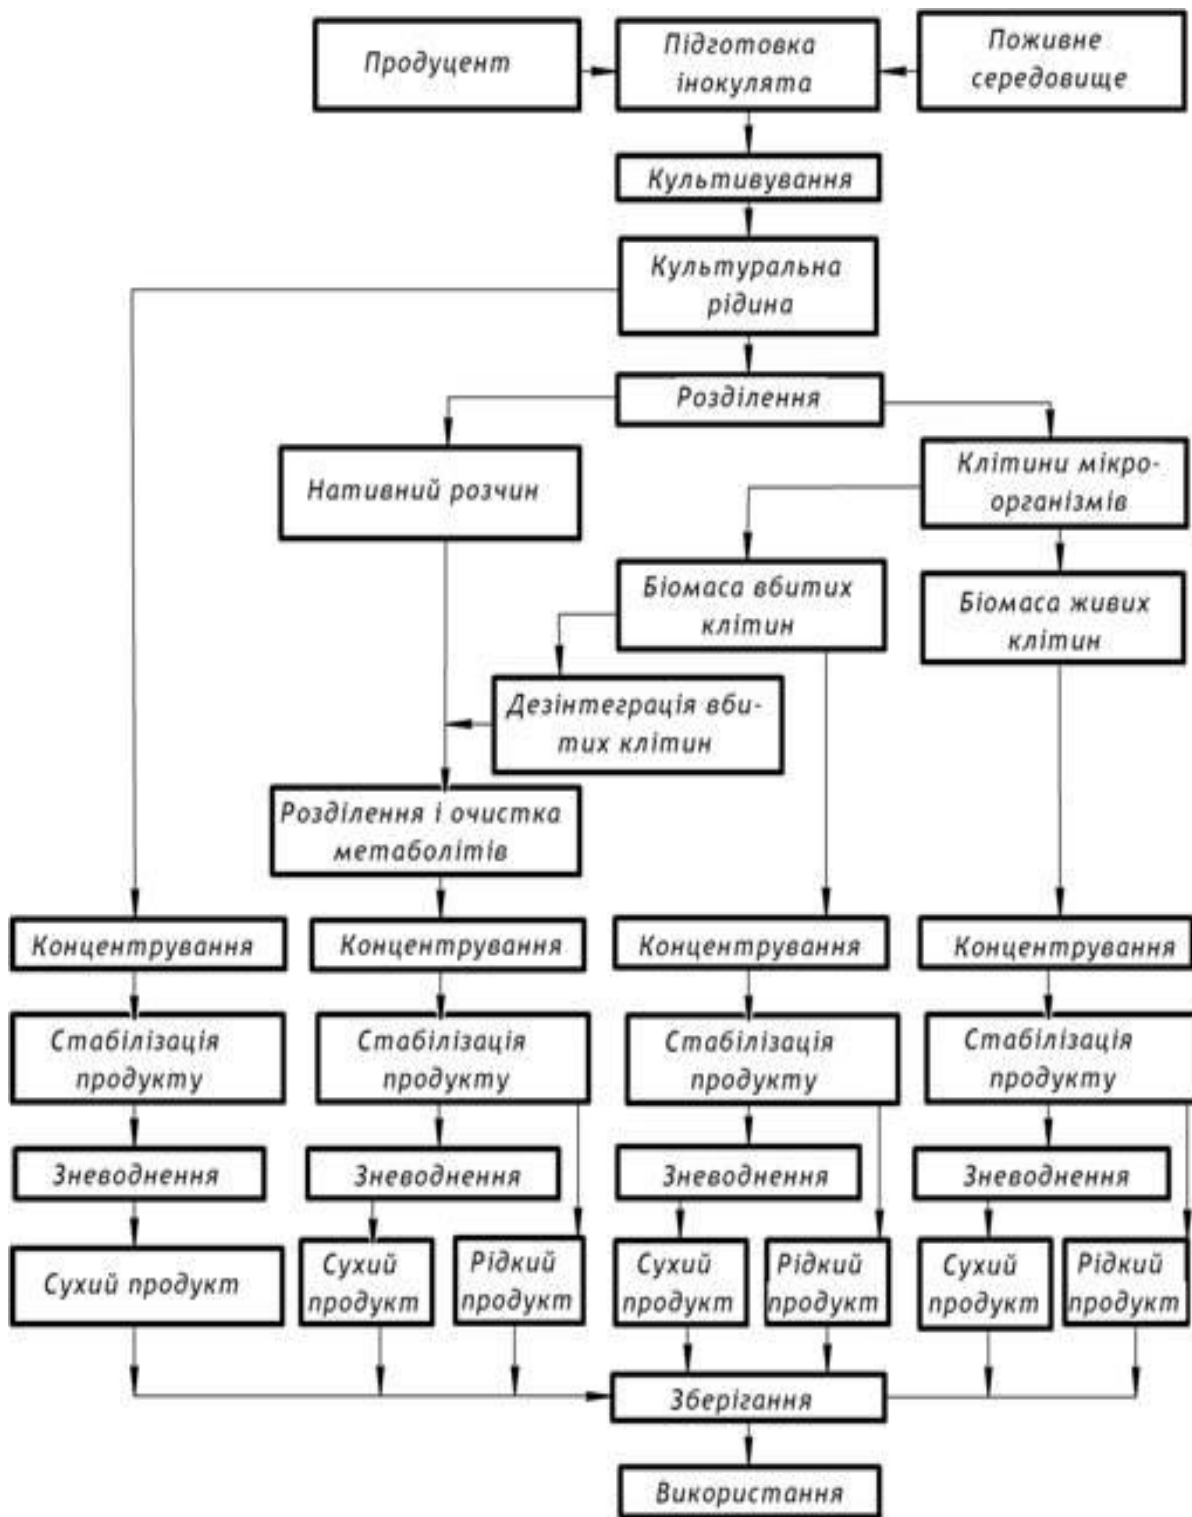 Продуцент
Підготовка
інокулята
Поживне
середовище
Культивування
Культуральна
рідина
Розділення
Нативний розчин
Клітини мікро-
організмів
Біомаса вбитих
клітин
Біомаса живих
клітин
Дезінтеграція вби-
тих клітин
Розділення і очистка
метаболітів
Концентрування
Концентрування
Концентрування
Концентрування
Стабілізація
продукту
Стабілізація
продукту
Стабілізація
продукту
Стабілізація
продукту
Зневоднення
Зневоднення
Зневоднення
Зневоднення
Сухий продукт
Сухий
продукт
Рідкий
продукт
Сухий
продукт
Рідкий
продукт
Сухий
продукт
Рідкий
продукт
Зберігання
Використання